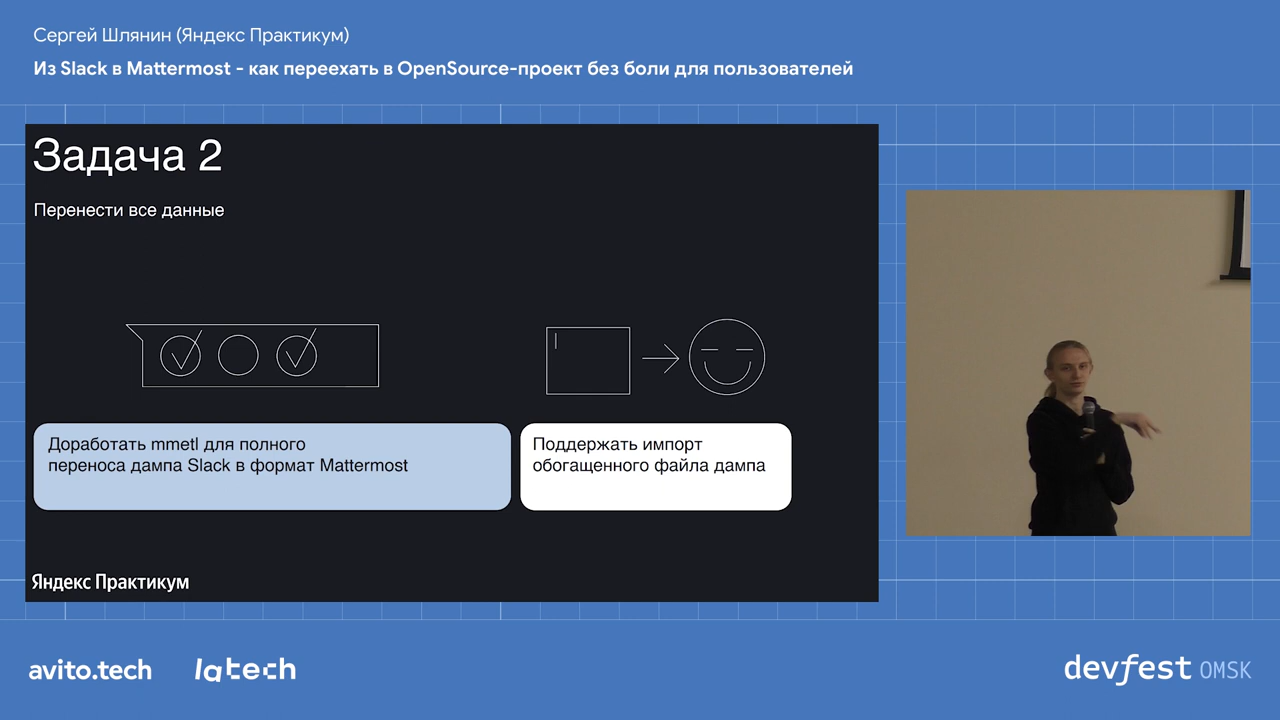 Сергей Шлянин (Яндекс Практикум)
Из Slack в Mattermost - как переехать в OpenSource-проект без боли для пользователей
Задача 2
Перенести все данные
Доработать mmetl для полного
переноса дампа Slack в формат Mattermost
Поддержать импорт
обогащенного файла дампа
Яндекс Практикум
avito.tech
latech
devfest OMSK